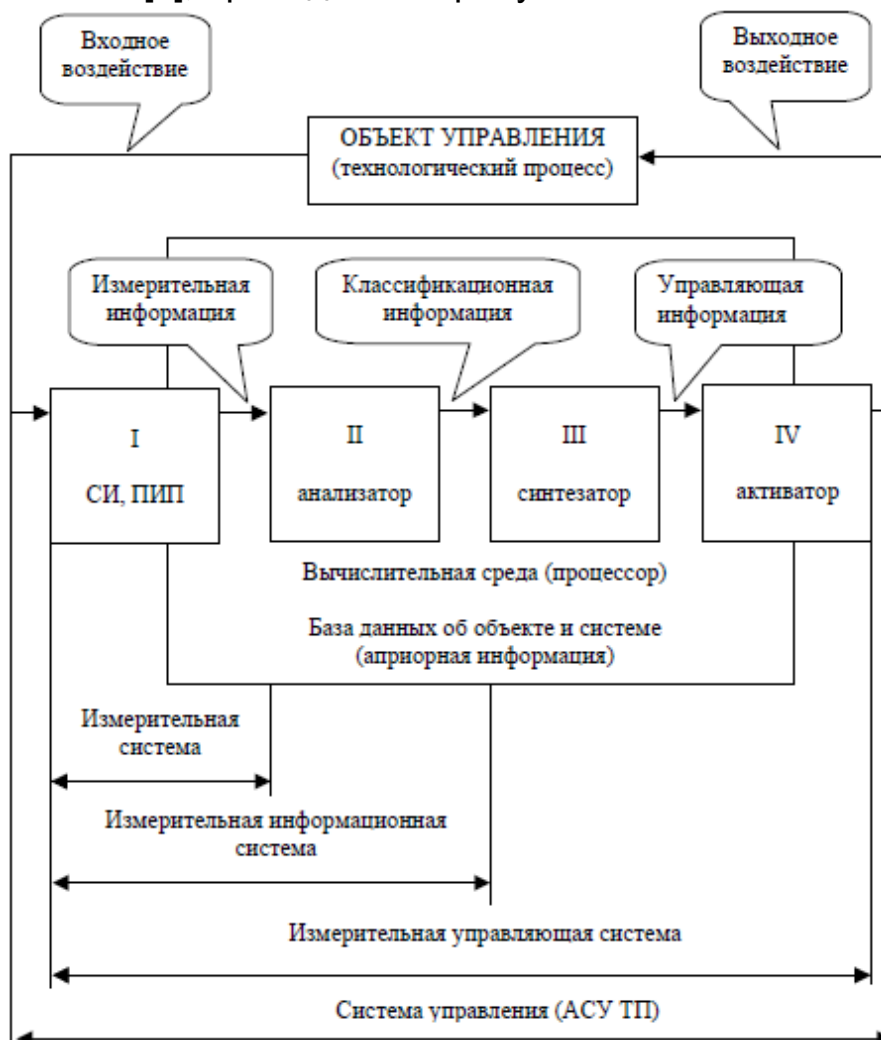 Входное
воздействие
Выходное
воздействие
ОБЪЕКТ УПРАВЛЕНИЯ
(технологический процесс)
Измерительная
информация
Классификационная
информация
Управляющая
информация
I
СИ, ПИП
II
анализатор
III
синтезатор
IV
активатор
Вычислительная среда (процессор)
База данных об объекте и системе
(априорная информация)
Измерительная
система
Измерительная информационная
система
Измерительная управляющая система
Система управления (АСУ ТП)